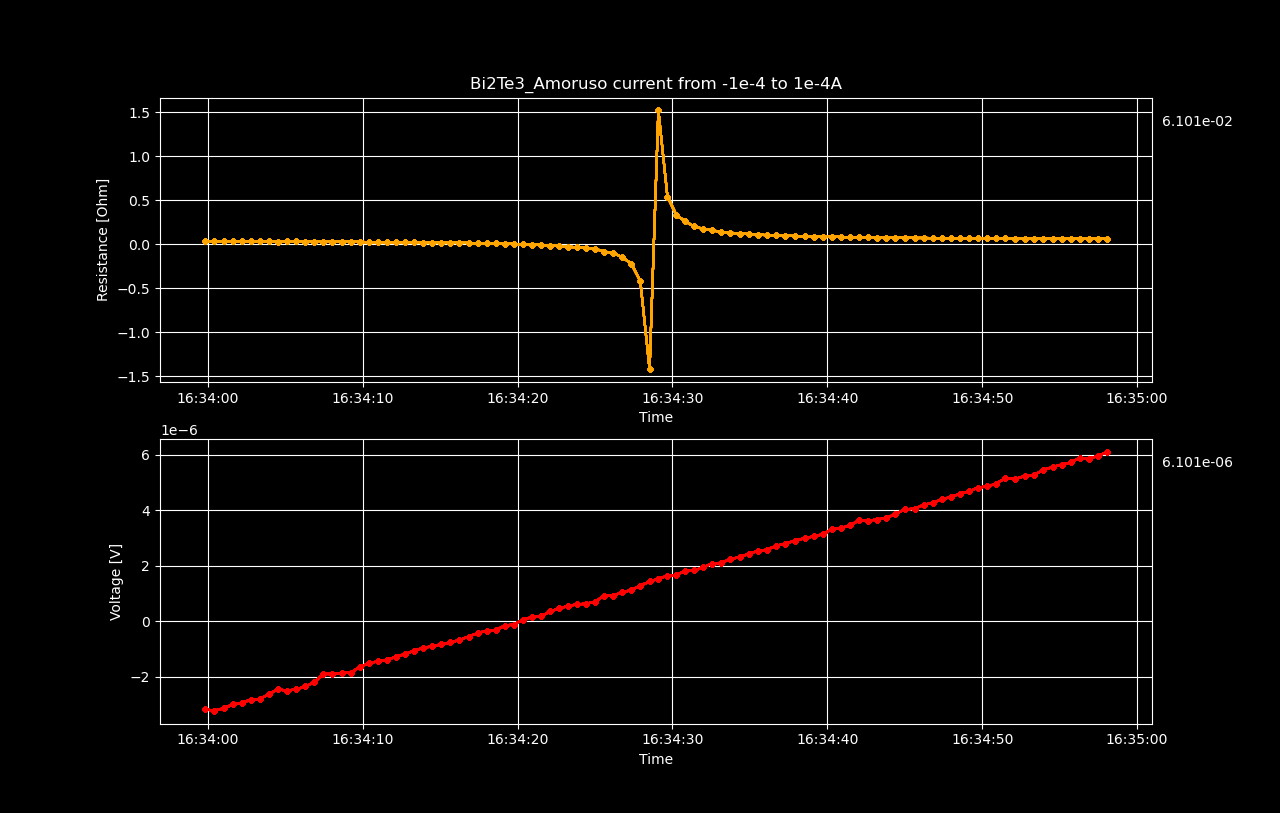 Bi2Te3_Amoruso current from -1e-4 to 1e-4A
1.5
1.0
0.5
0.0
−0.5
−1.0
−1.5
Resistance [Ohm]
6.101e-02
16:34:00 16:34:10 16:34:20 16:34:30 16:34:40 16:34:50 16:35:00
Time
1e−6
6
4
2
0
−2
Voltage [V]
6.101e-06
16:34:00 16:34:10 16:34:20 16:34:30 16:34:40 16:34:50 16:35:00
Time